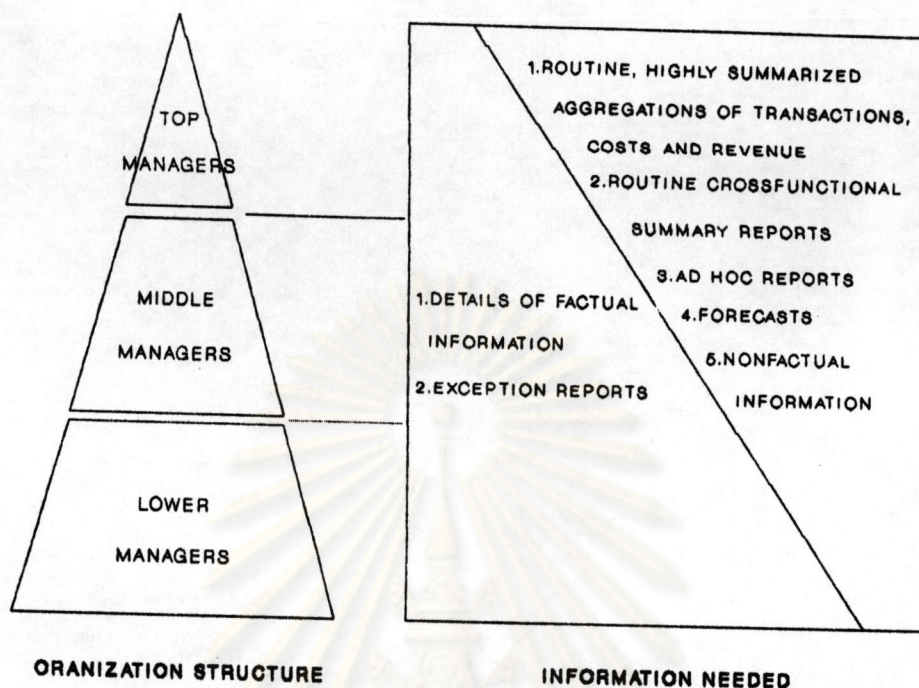 TOP
MANAGERS
MIDDLE
MANAGERS
LOWER
MANAGERS
ORANIZATION STRUCTURE
1.ROUTINE, HIGHLY SUMMARIZED
AGGREGATIONS OF TRANSACTIONS,
COSTS AND REVENUE
2.ROUTINE CROSSFUNCTIONAL
SUMMARY REPORTS
3.AD HOC REPORTS
4.FORECASTS
5.NONFACTUAL
INFORMATION
1.DETAILS OF FACTUAL
INFORMATION
2.EXCEPTION REPORTS
INFORMATION NEEDED